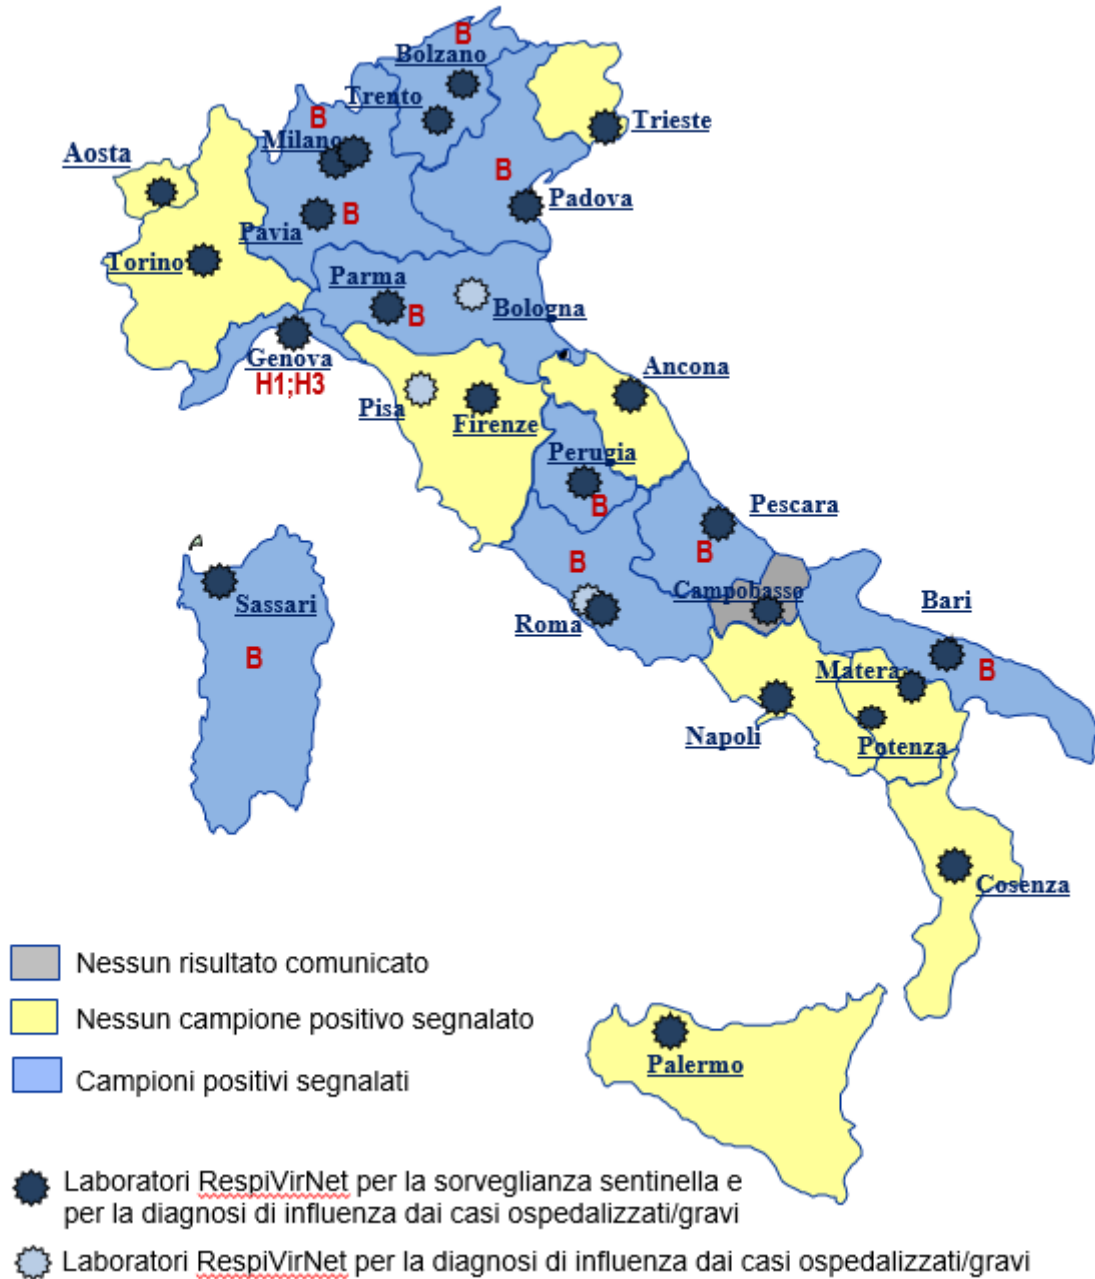 B
Bolzano
Trento
B
Milano
Trieste
Aosta
B
Padova
B
Pavia
Torino
Parma
B
Bologna
Genova
H1;H3
Ancona
Pisa
Firenze
Perugia
B
Pescara
B
B
Campobasso
Sassari
Roma
Bari
B
Matera
B
Napoli
Potenza
Cosenza
Nessun risultato comunicato
Nessun campione positivo segnalato
Campioni positivi segnalati
Palermo
Laboratori RespiVirNet per la sorveglianza sentinella e
per la diagnosi di influenza dai casi ospedalizzati/gravi
Laboratori RespiVirNet per la diagnosi di influenza dai casi ospedalizzati/gravi